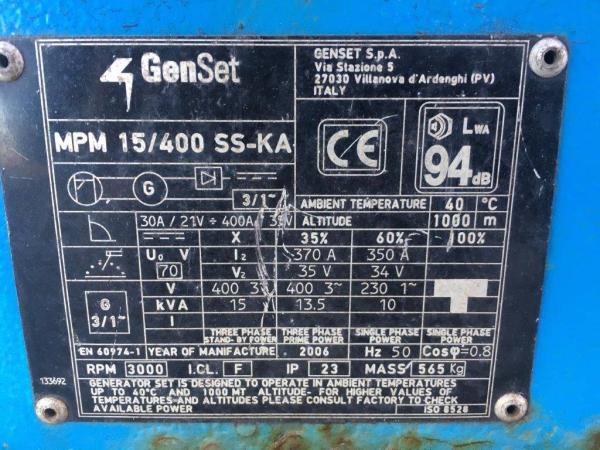 GenSet
GENSET S.p.A.
Via Stazione 5
27030 Villanova d'Ardenghi (PV)
ITALY
MPM 15/400 SS-KA
CE
LWA
94dB
G
3/1~
AMBIENT TEMPERATURE 40 °C
30A / 21V ÷ 400A / V ALTITUDE 1000 m
X 35% 60% 100%
U₀ V I₂ 370 A 350 A
70 V₂ 35 V 34 V
G
3/1~
V 400 3~ 400 3~ 230 1~
kVA 15 13.5 10
I
THREE PHASE STAND-BY POWER THREE PHASE PRIME POWER SINGLE PHASE POWER SINGLE PHASE POWER
EN 60974-1 YEAR OF MANIFACTURE 2006 Hz 50 Cosφ=0.8
RPM 3000 I.CL. F IP 23 MASS 565 Kg
133692
GENERATOR SET IS DESIGNED TO OPERATE IN AMBIENT TEMPERATURES
UP TO 40°C AND 1000 MT ALTITUDE- FOR HIGHER VALUES OF
TEMPERATURES AND ALTITUDES PLEASE CONSULT FACTORY TO CHECK
AVAILABLE POWER ISO 8528